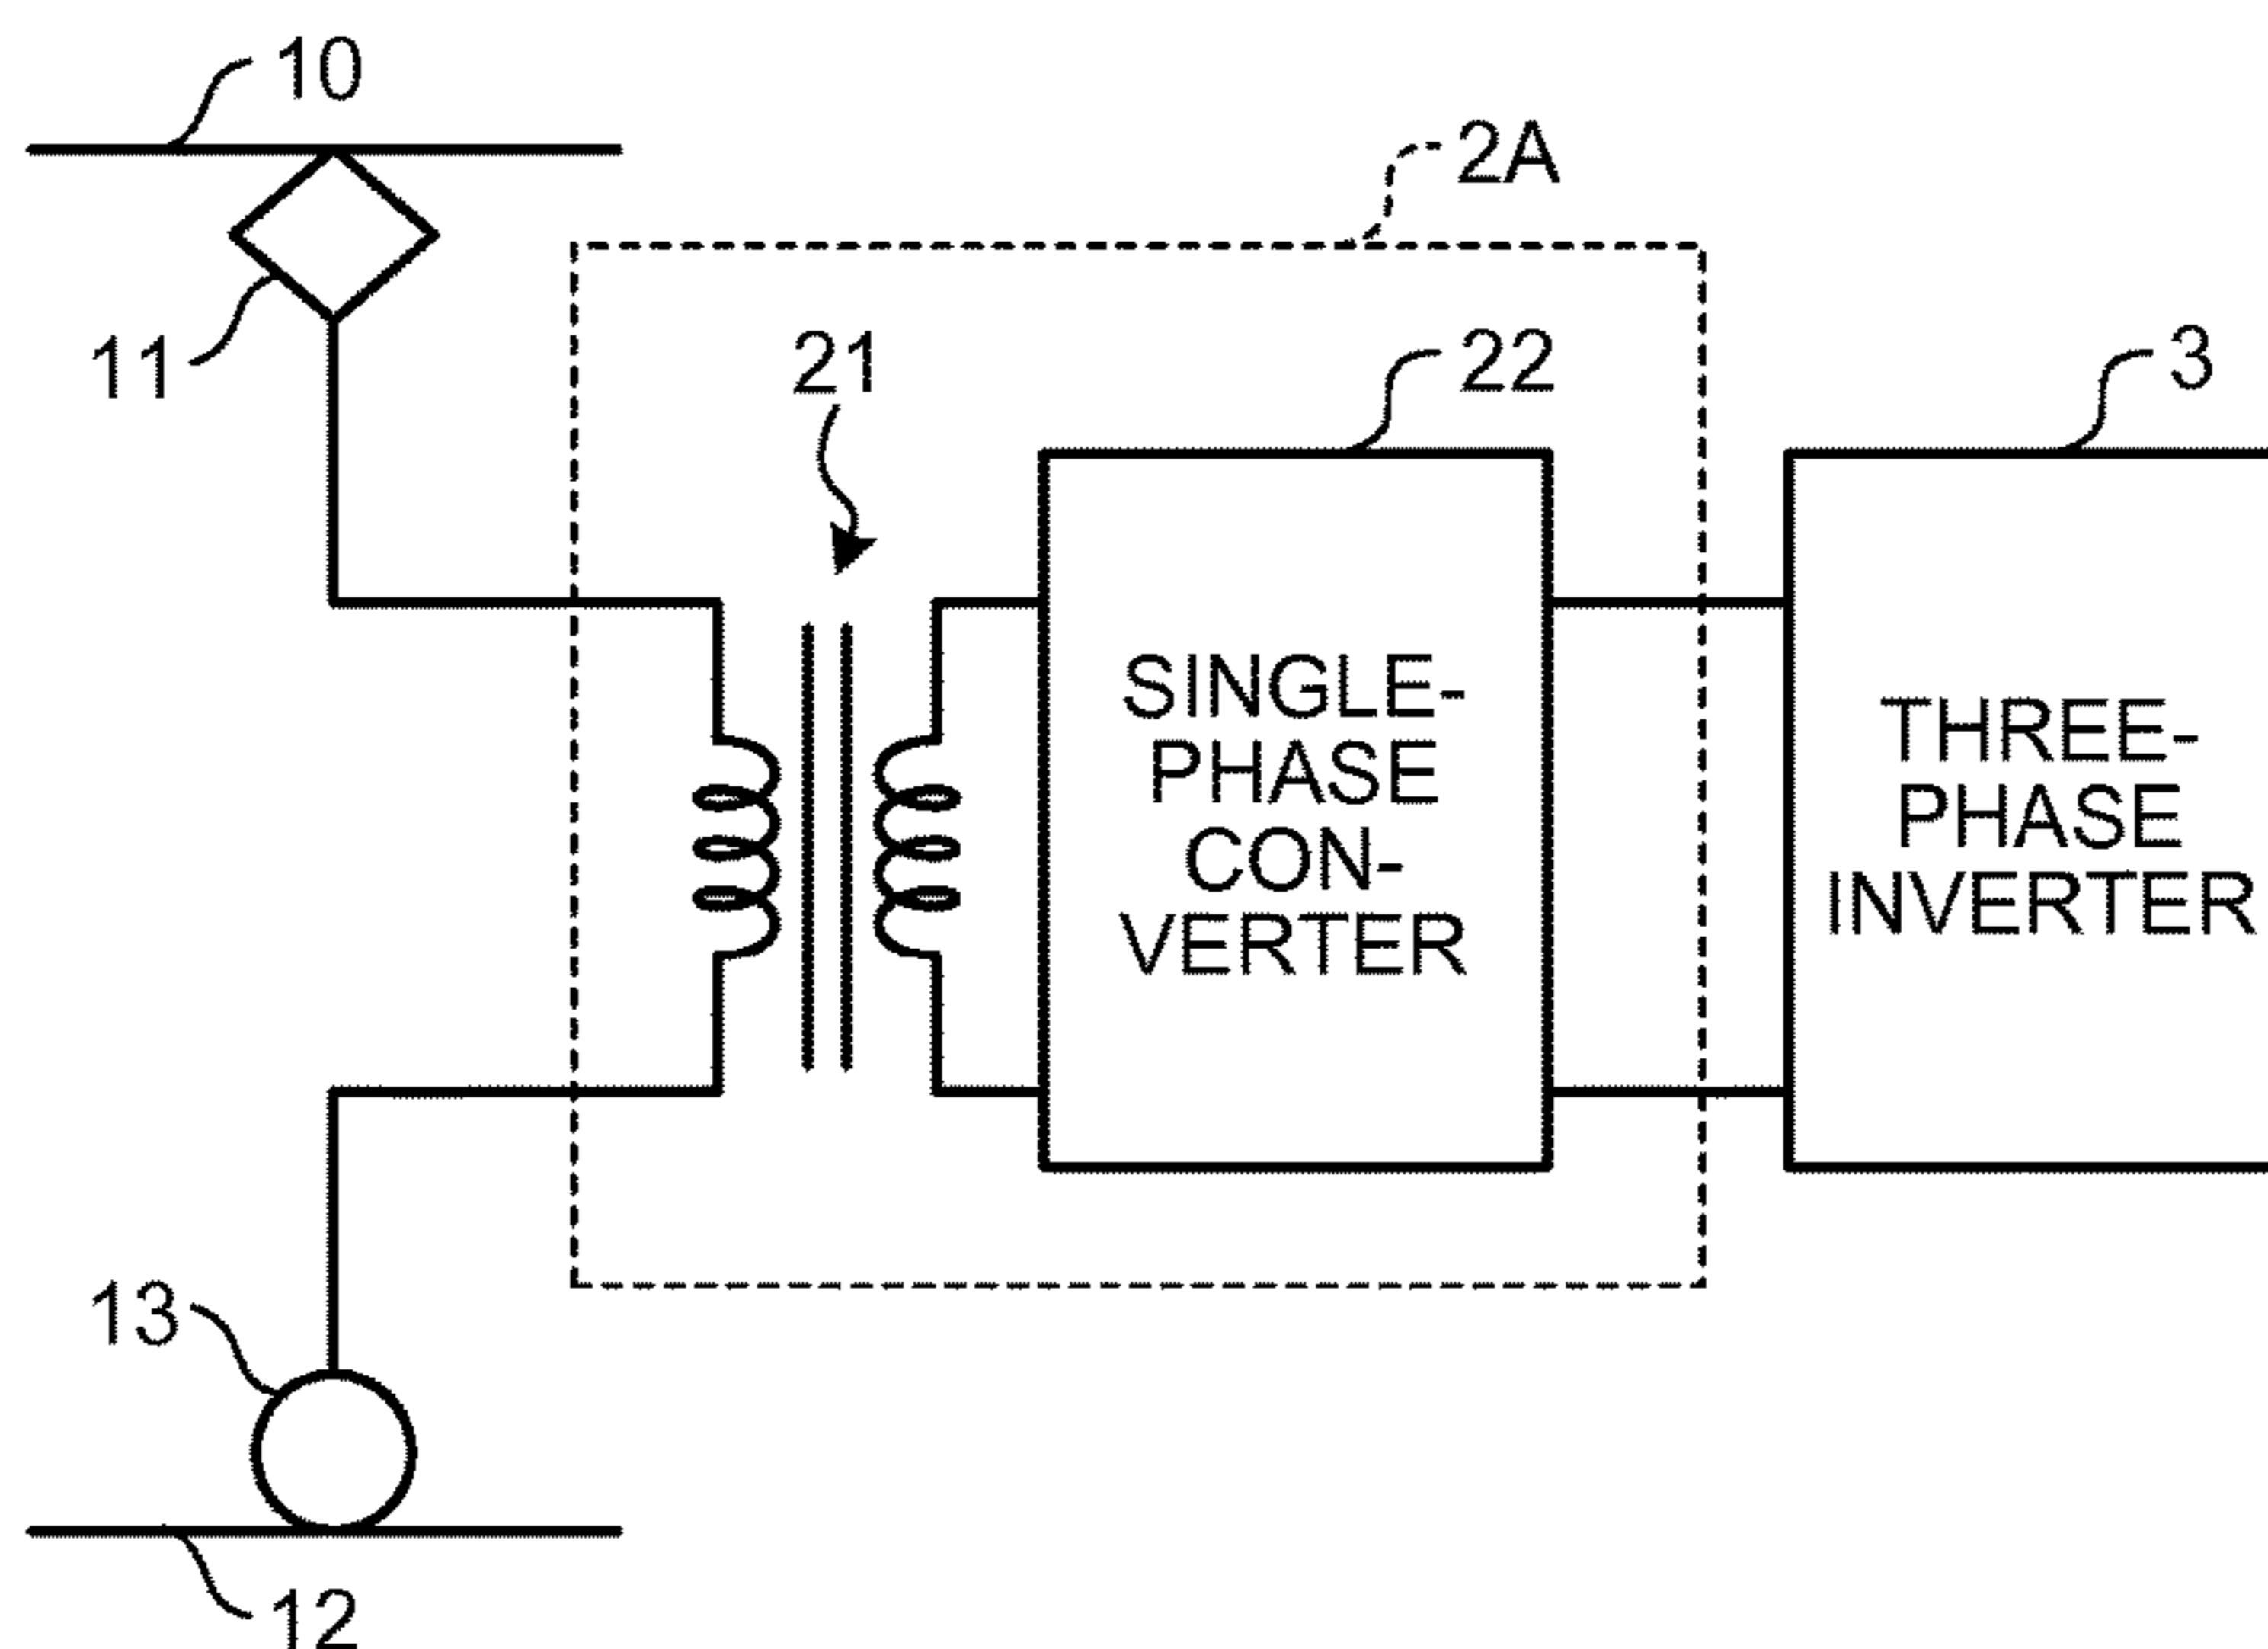 10
2A
11
21
22
3
SINGLE-
PHASE
CON-
VERTER
THREE-
PHASE
INVERTER
13
12